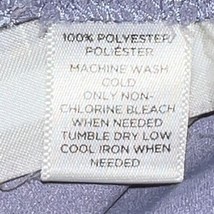 100% POLYESTER/
POLIÉSTER
MACHINE WASH
COLD
ONLY NON-
CHLORINE BLEACH
WHEN NEEDED
TUMBLE DRY LOW
COOL IRON WHEN
NEEDED